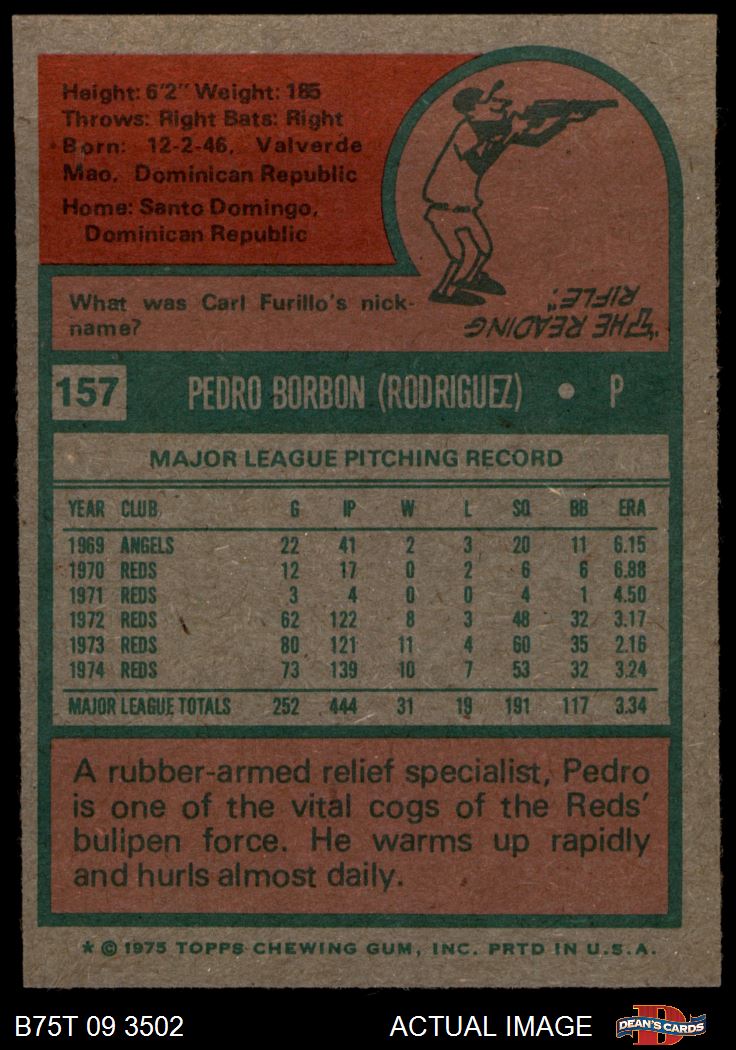 Height: 6'2" Weight: 185
Throws: Right Bats: Right
Born: 12-2-46, Valverde
Mao, Dominican Republic
Home: Santo Domingo,
Dominican Republic
What was Carl Furillo's nick-
name?
"THE READING
RIFLE."
157 PEDRO BORBON (RODRIGUEZ) • P
MAJOR LEAGUE PITCHING RECORD
YEAR CLUB G IP W L SO BB ERA
1969 ANGELS 22 41 2 3 20 11 6.15
1970 REDS 12 17 0 2 6 6 6.88
1971 REDS 3 4 0 0 4 1 4.50
1972 REDS 62 122 8 3 48 32 3.17
1973 REDS 80 121 11 4 60 35 2.16
1974 REDS 73 139 10 7 53 32 3.24
MAJOR LEAGUE TOTALS 252 444 31 19 191 117 3.34
A rubber-armed relief specialist, Pedro
is one of the vital cogs of the Reds'
bullpen force. He warms up rapidly
and hurls almost daily.
* © 1975 TOPPS CHEWING GUM, INC. PRTD IN U.S.A.
B75T 09 3502 ACTUAL IMAGE
D
DEAN'S CARDS